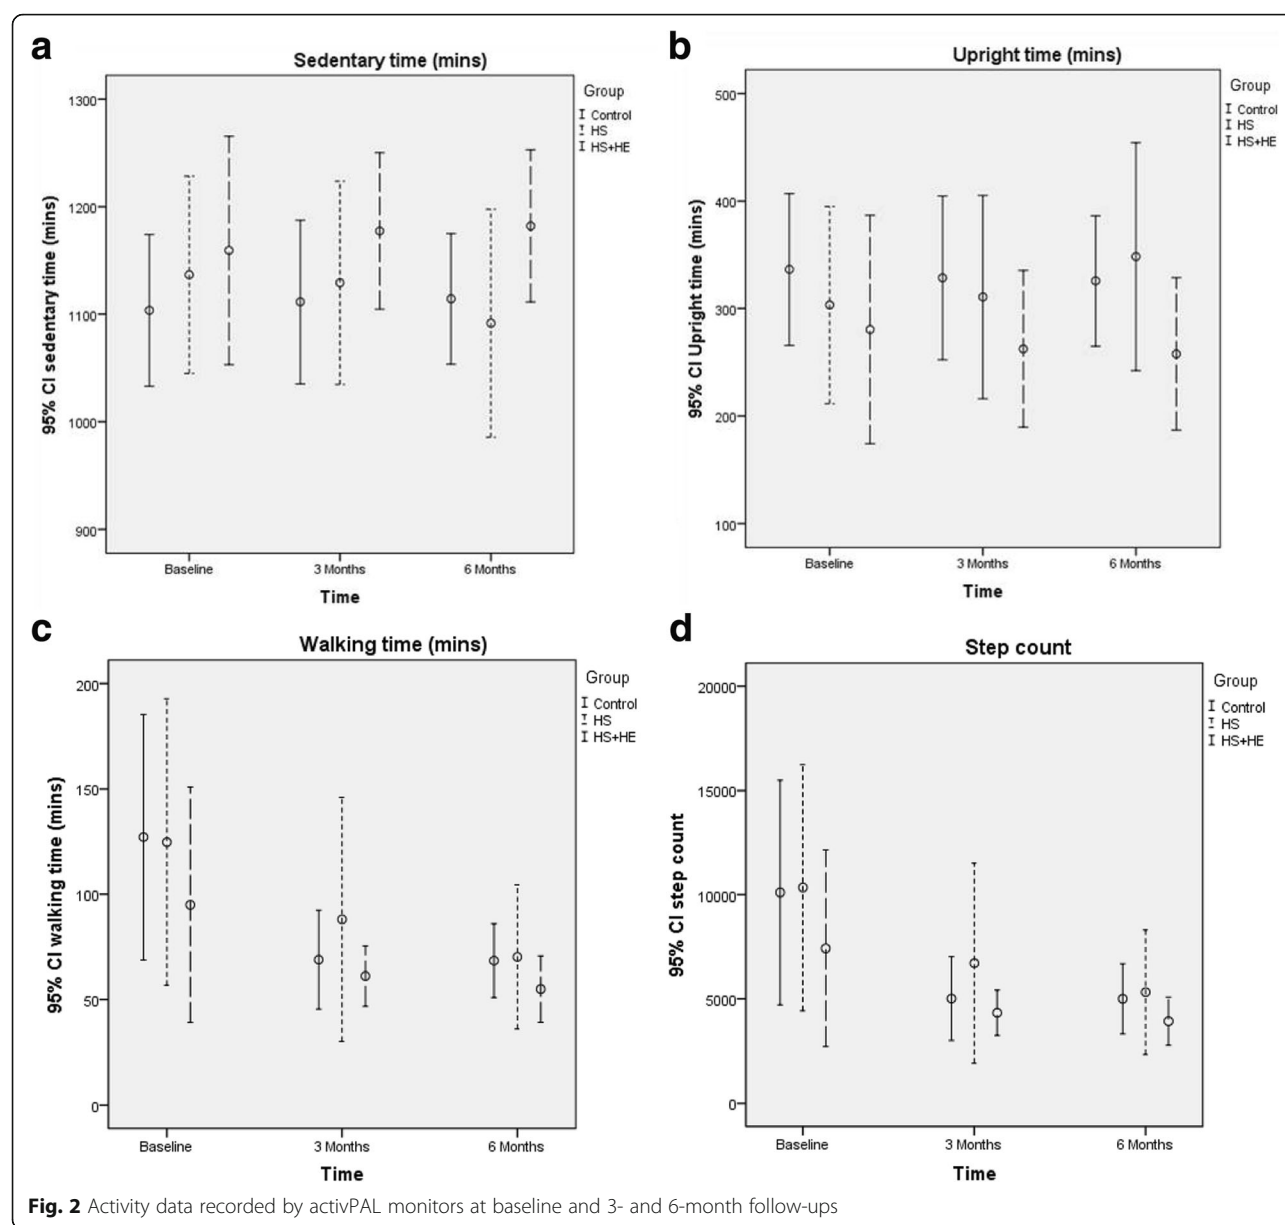 a
Sedentary time (mins)
Group
Control
HS
HS+HE
95% CI sedentary time (mins)
1300
1200
1100
1000
900
Baseline
3 Months
6 Months
Time
b
Upright time (mins)
Group
Control
HS
HS+HE
95% CI Upright time (mins)
500
400
300
200
100
Baseline
3 Months
6 Months
Time
c
Walking time (mins)
Group
Control
HS
HS+HE
95% CI walking time (mins)
200
150
100
50
0
Baseline
3 Months
6 Months
Time
d
Step count
Group
Control
HS
HS+HE
95% CI step count
20000
15000
10000
5000
0
Baseline
3 Months
6 Months
Time
Fig. 2 Activity data recorded by activPAL monitors at baseline and 3- and 6-month follow-ups